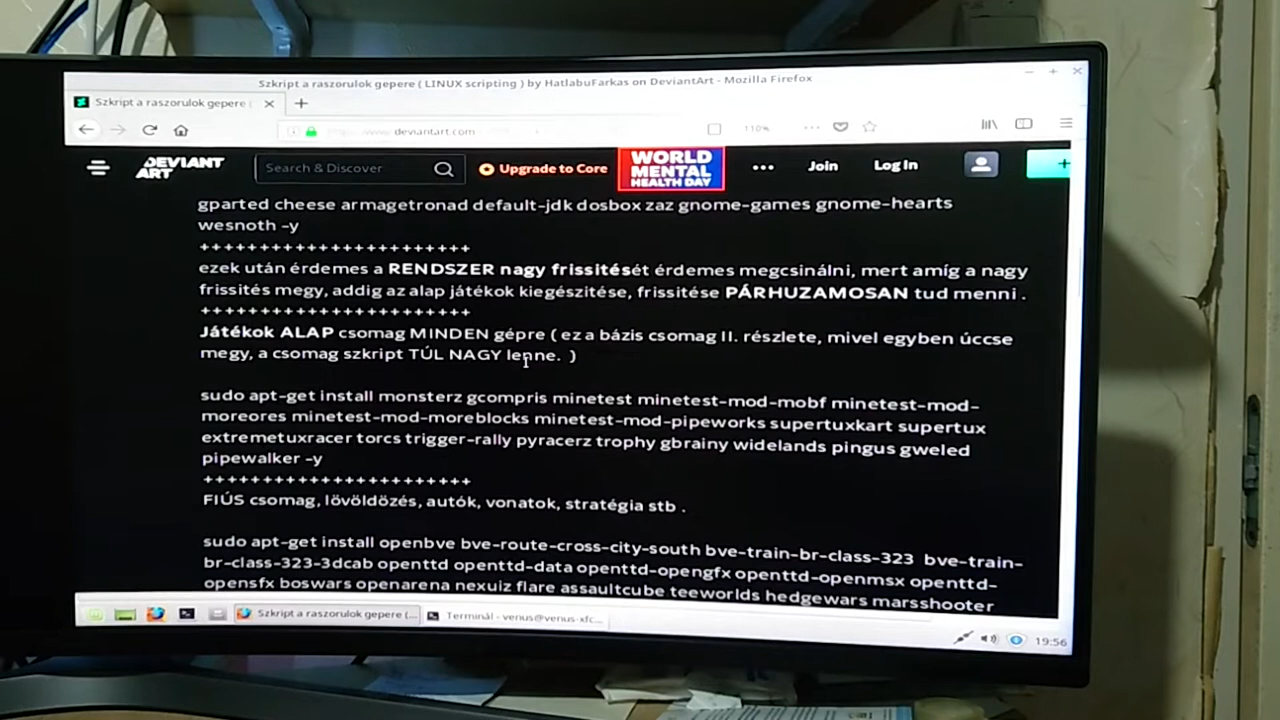 Szkript a raszorulok gepere ( LINUX scripting ) by HatlabuFarkas on DeviantArt - Mozilla Firefox
Szkript a raszorulok gepere (
deviantart.com
110%
DEVIANT ART
Search & Discover
Upgrade to Core
WORLD
MENTAL
HEALTH DAY
Join
Log In
gparted cheese armagetronad default-jdk dosbox zaz gnome-games gnome-hearts
wesnoth -y
+++++++++++++++++++++++
ezek után érdemes a RENDSZER nagy frissitését érdemes megcsinálni, mert amíg a nagy
frissités megy, addig az alap játékok kiegészitése, frissitése PÁRHUZAMOSAN tud menni .
+++++++++++++++++++++++
Játékok ALAP csomag MINDEN gépre ( ez a bázis csomag II. részlete, mivel egyben úccse
megy, a csomag szkript TÚL NAGY lenne. )
sudo apt-get install monsterz gcompris minetest minetest-mod-mobf minetest-mod-
moreores minetest-mod-moreblocks minetest-mod-pipeworks supertuxkart supertux
extremetuxracer torcs trigger-rally pyracerz trophy gbrainy widelands pingus gweled
pipewalker -y
+++++++++++++++++++++++
FIÚS csomag, lövöldözés, autók, vonatok, stratégia stb .
sudo apt-get install openbve bve-route-cross-city-south bve-train-br-class-323 bve-train-
br-class-323-3dcab openttd openttd-data openttd-opengfx openttd-openmsx openttd-
opensfx boswars openarena nexuiz flare assaultcube teeworlds hedgewars marsshooter
Szkript a raszorulok gepere (...
Terminál - venus@venus-xfc...
19:56